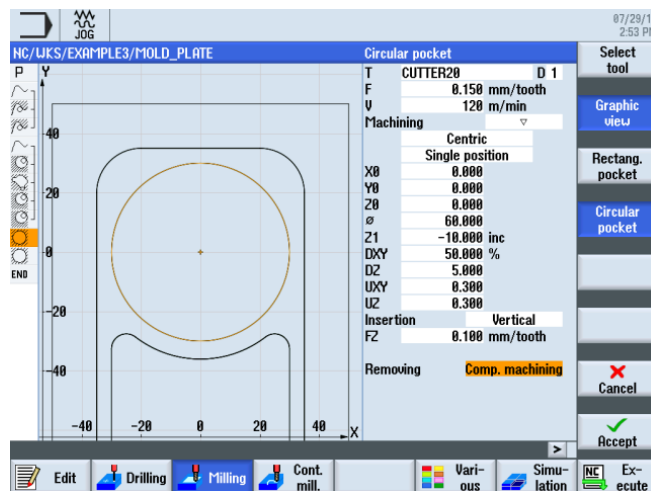 JOG
07/29/1
2:53 P
NC/WKS/EXAMPLE3/MOLD_PLATE
Circular pocket
Select
tool
P
Y
T CUTTER20 D 1
F 0.150 mm/tooth
V 120 m/min
Machining ▽
Centric
Single position
X0 0.000
Y0 0.000
Z0 0.000
ø 60.000
Z1 -10.000 inc
DXY 50.000 %
DZ 5.000
UXY 0.300
UZ 0.300
Insertion Vertical
FZ 0.100 mm/tooth
Removing Comp. machining
Graphic
view
Rectang.
pocket
Circular
pocket
Cancel
Accept
40
20
0
-20
-40
END
-40 -20 0 20 40 X
>
Edit
Drilling
Milling
Cont.
mill.
Vari-
ous
Simu-
lation
NC
Ex-
ecute